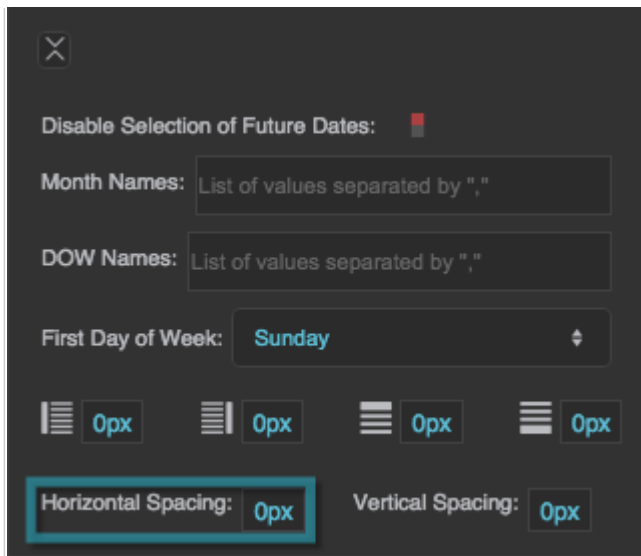 Disable Selection of Future Dates:
Month Names: List of values separated by ","
DOW Names: List of values separated by ","
First Day of Week: Sunday
0px 0px 0px 0px
Horizontal Spacing: 0px Vertical Spacing: 0px